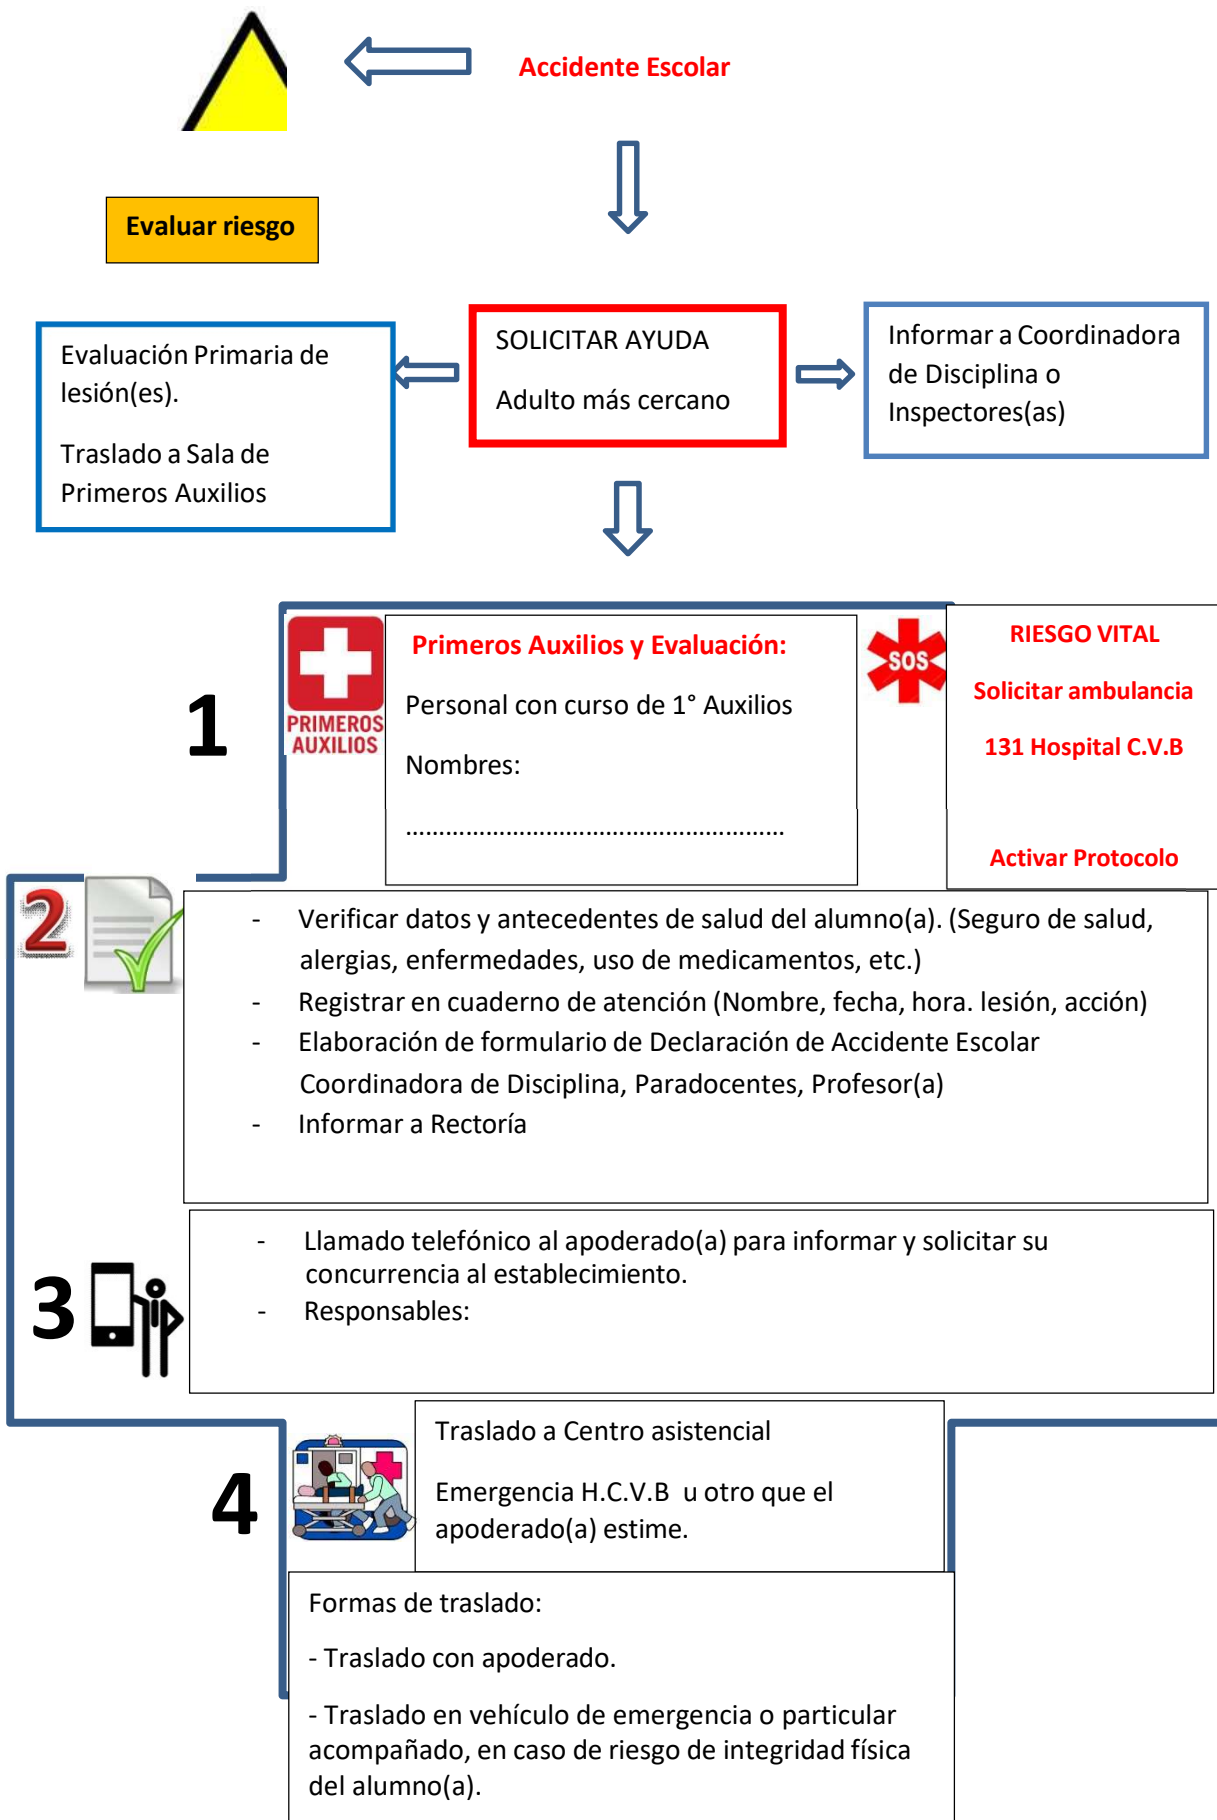 Accidente Escolar
Evaluar riesgo
Evaluación Primaria de
lesión(es).
Traslado a Sala de
Primeros Auxilios
SOLICITAR AYUDA
Adulto más cercano
Informar a Coordinadora
de Disciplina o
Inspectores(as)
1
PRIMEROS
AUXILIOS
Primeros Auxilios y Evaluación:
Personal con curso de 1° Auxilios
Nombres:
...........................................................
SOS
RIESGO VITAL
Solicitar ambulancia
131 Hospital C.V.B
Activar Protocolo
2
- Verificar datos y antecedentes de salud del alumno(a). (Seguro de salud,
alergias, enfermedades, uso de medicamentos, etc.)
- Registrar en cuaderno de atención (Nombre, fecha, hora. lesión, acción)
- Elaboración de formulario de Declaración de Accidente Escolar
Coordinadora de Disciplina, Paradocentes, Profesor(a)
- Informar a Rectoría
3
- Llamado telefónico al apoderado(a) para informar y solicitar su
concurrencia al establecimiento.
- Responsables:
4
Traslado a Centro asistencial
Emergencia H.C.V.B u otro que el
apoderado(a) estime.
Formas de traslado:
- Traslado con apoderado.
- Traslado en vehículo de emergencia o particular
acompañado, en caso de riesgo de integridad física
del alumno(a).